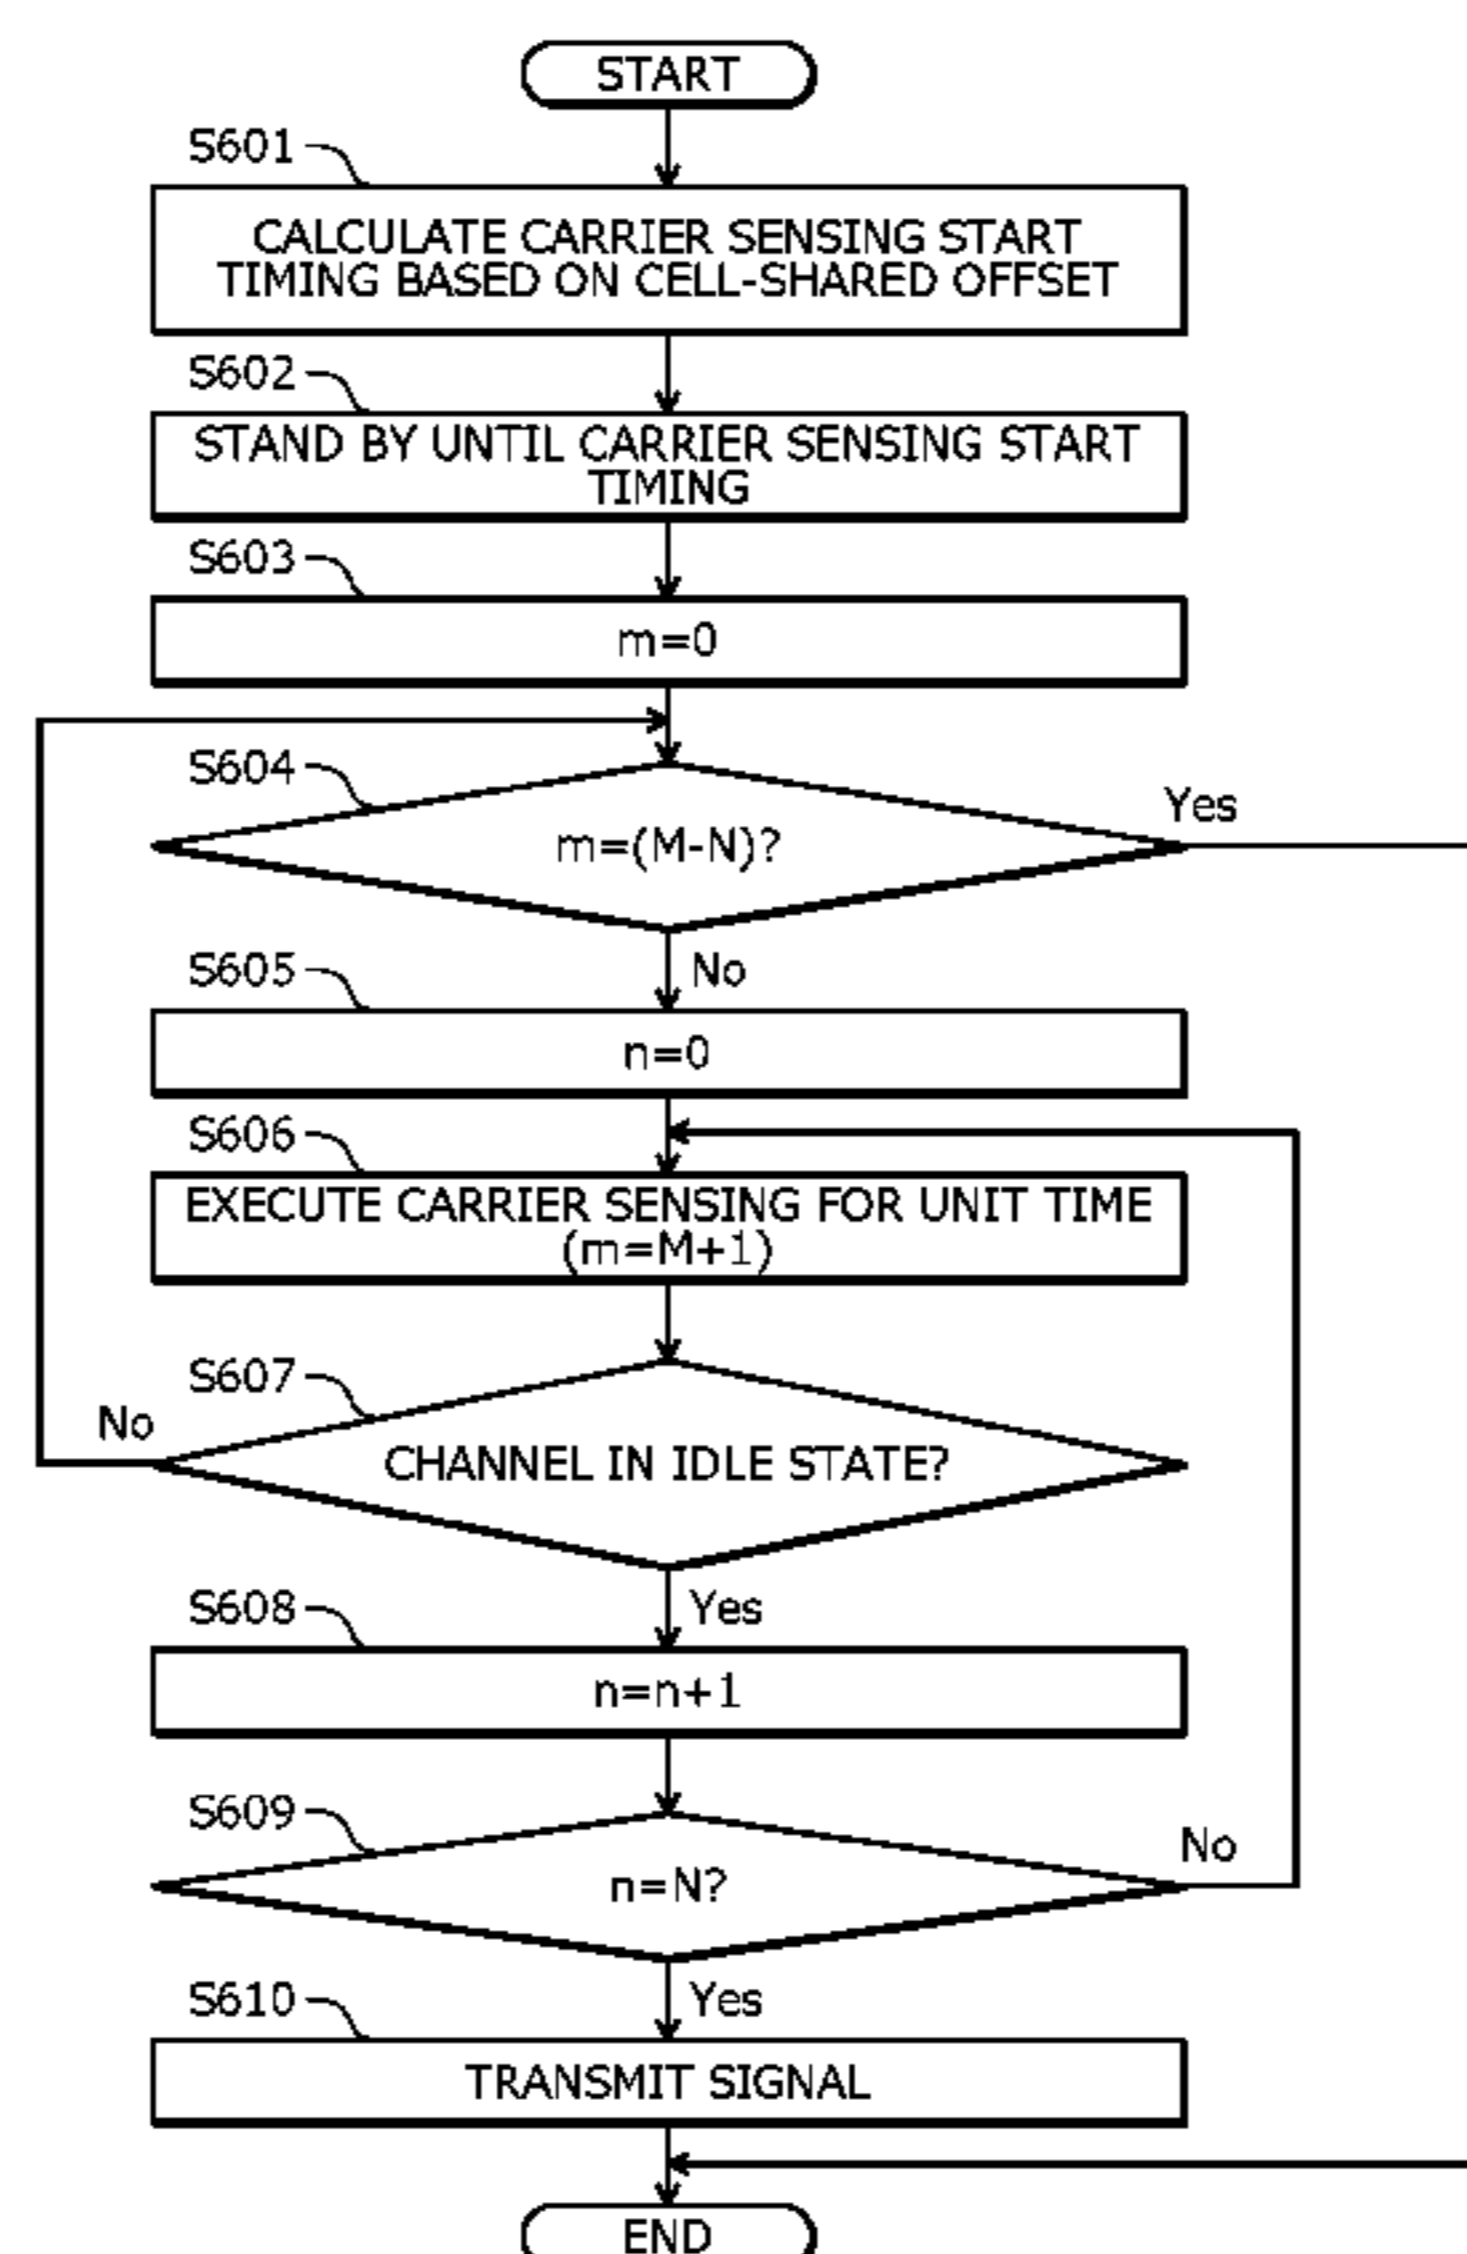 START
S601
CALCULATE CARRIER SENSING START
TIMING BASED ON CELL-SHARED OFFSET
S602
STAND BY UNTIL CARRIER SENSING START
TIMING
S603
m=0
S604
m=(M-N)?
Yes
No
S605
n=0
S606
EXECUTE CARRIER SENSING FOR UNIT TIME
(m=M+1)
S607
No
CHANNEL IN IDLE STATE?
Yes
S608
n=n+1
S609
n=N?
No
Yes
S610
TRANSMIT SIGNAL
END